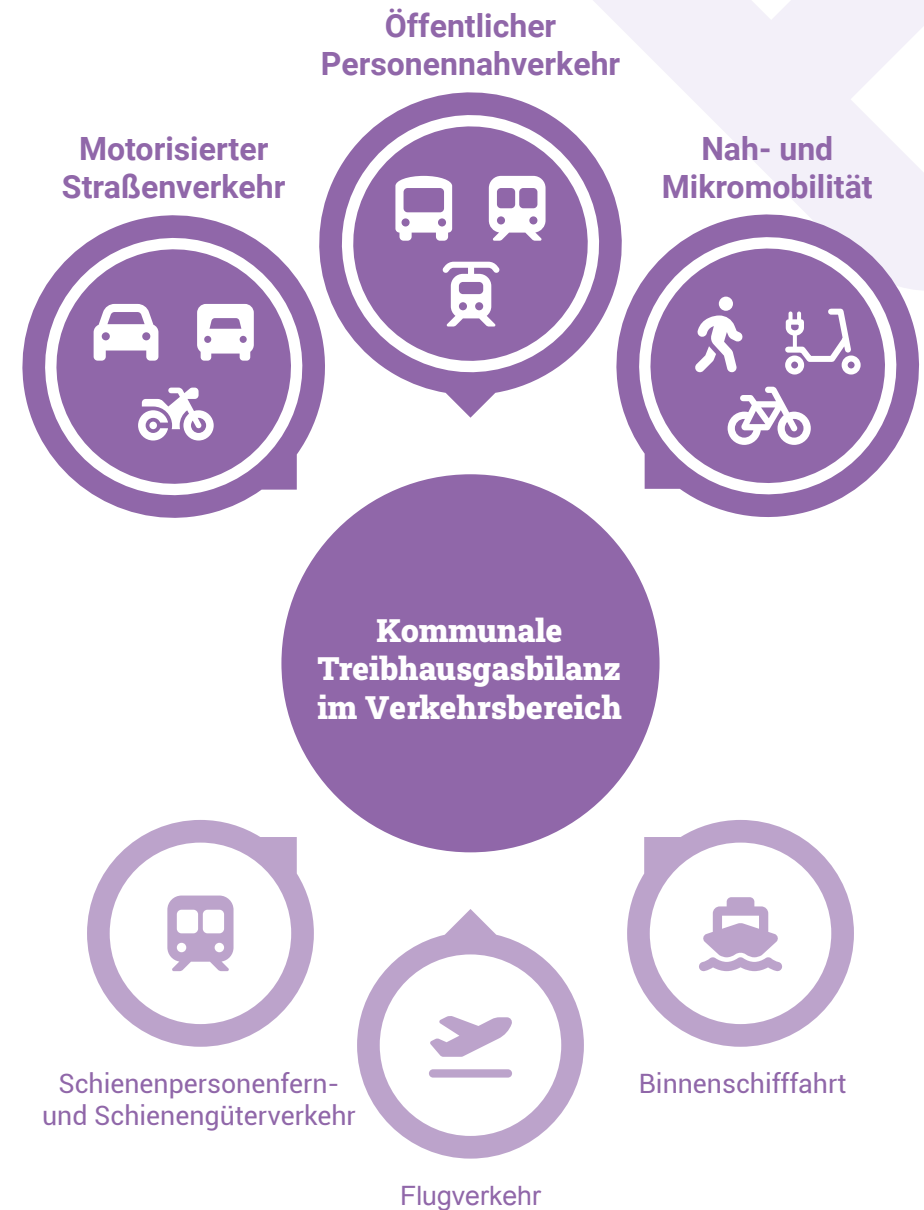 Öffentlicher
Personennahverkehr
Motorisierter
Straßenverkehr
Nah- und
Mikromobilität
Kommunale
Treibhausgasbilanz
im Verkehrsbereich
Schienenpersonenfern-
und Schienengüterverkehr
Binnenschifffahrt
Flugverkehr